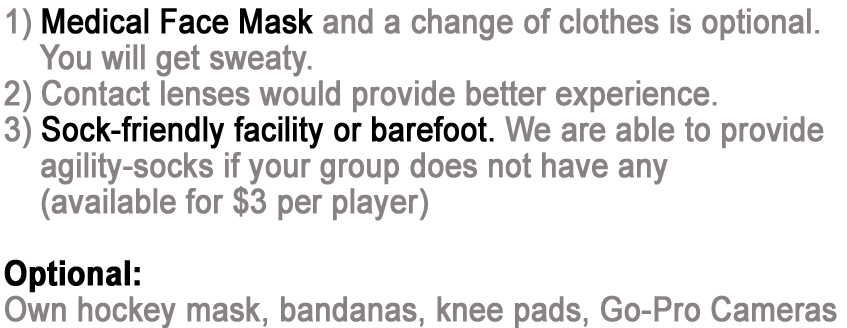 1) Medical Face Mask and a change of clothes is optional.
You will get sweaty.
2) Contact lenses would provide better experience.
3) Sock-friendly facility or barefoot. We are able to provide
agility-socks if your group does not have any
(available for $3 per player)
Optional:
Own hockey mask, bandanas, knee pads, Go-Pro Cameras